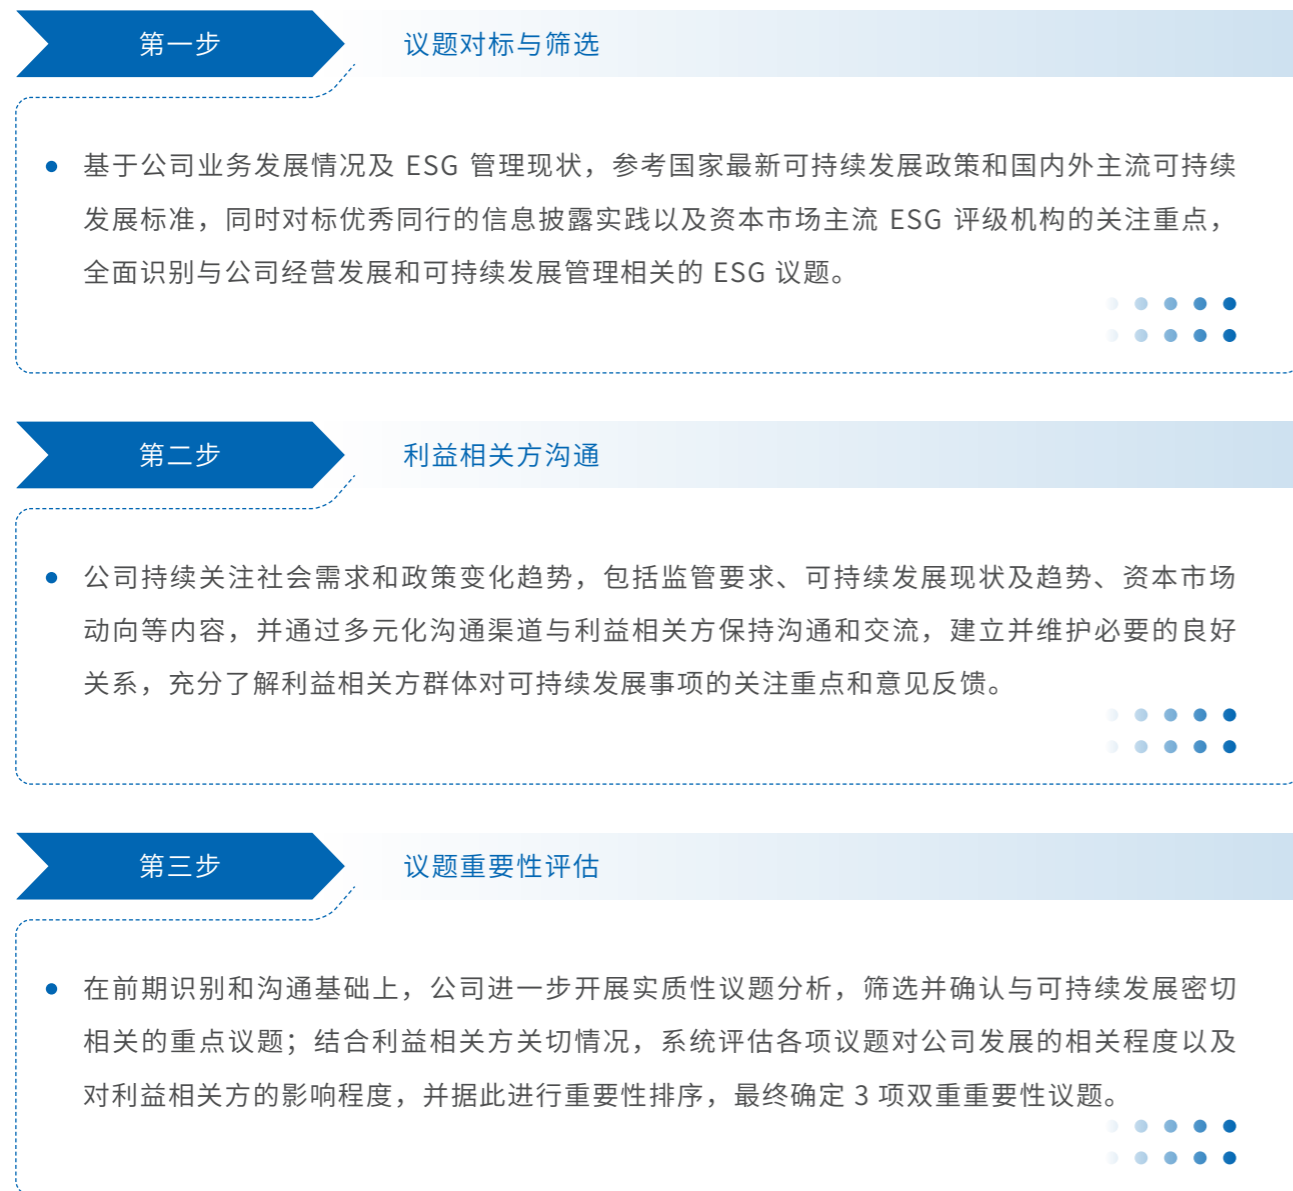 第一步
议题对标与筛选
基于公司业务发展情况及 ESG 管理现状，参考国家最新可持续发展政策和国内外主流可持续
发展标准，同时对标优秀同行的信息披露实践以及资本市场主流 ESG 评级机构的关注重点，
全面识别与公司经营发展和可持续发展管理相关的 ESG 议题。
第二步
利益相关方沟通
公司持续关注社会需求和政策变化趋势，包括监管要求、可持续发展现状及趋势、资本市场
动向等内容，并通过多元化沟通渠道与利益相关方保持沟通和交流，建立并维护必要的良好
关系，充分了解利益相关方群体对可持续发展事项的关注重点和意见反馈。
第三步
议题重要性评估
在前期识别和沟通基础上，公司进一步开展实质性议题分析，筛选并确认与可持续发展密切
相关的重点议题；结合利益相关方关切情况，系统评估各项议题对公司发展的相关程度以及
对利益相关方的影响程度，并据此进行重要性排序，最终确定 3 项双重重要性议题。